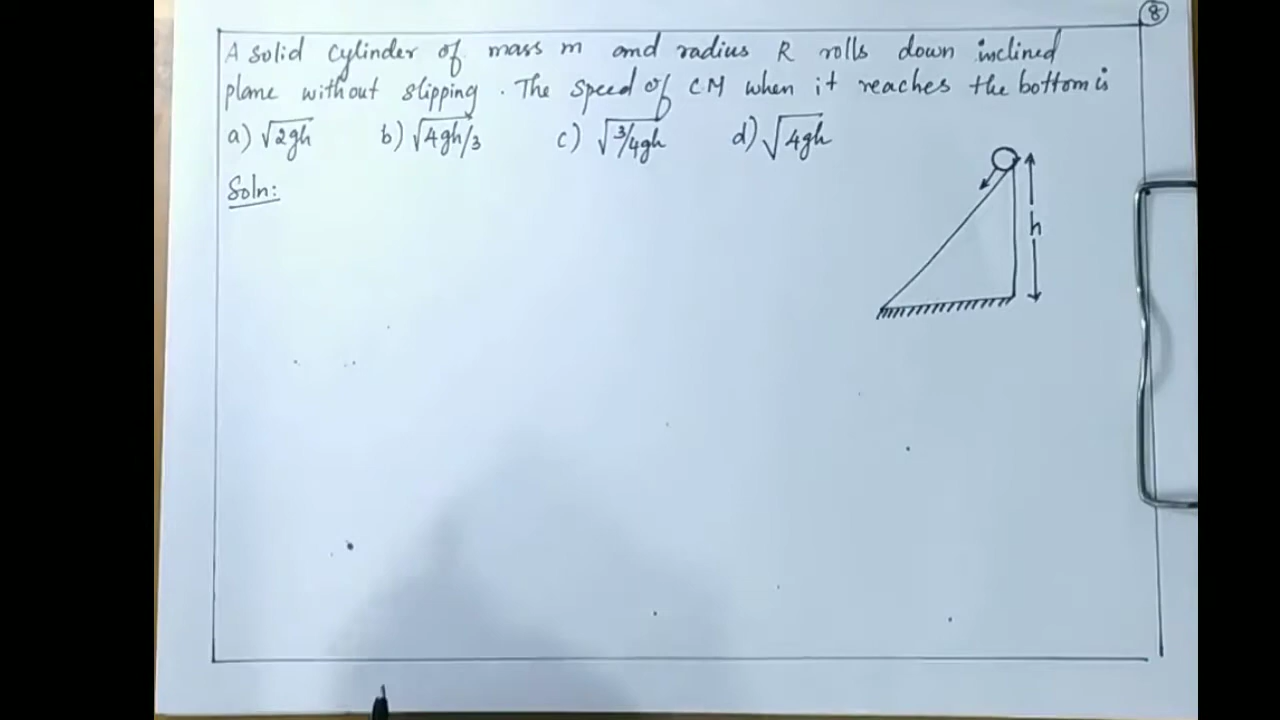 8
A solid cylinder of mass m and radius R rolls down inclined
plane without slipping. The speed of CM when it reaches the bottom is
a) √2gh b) √4gh/3 c) √3/4gh d) √4gh
Soln:
h